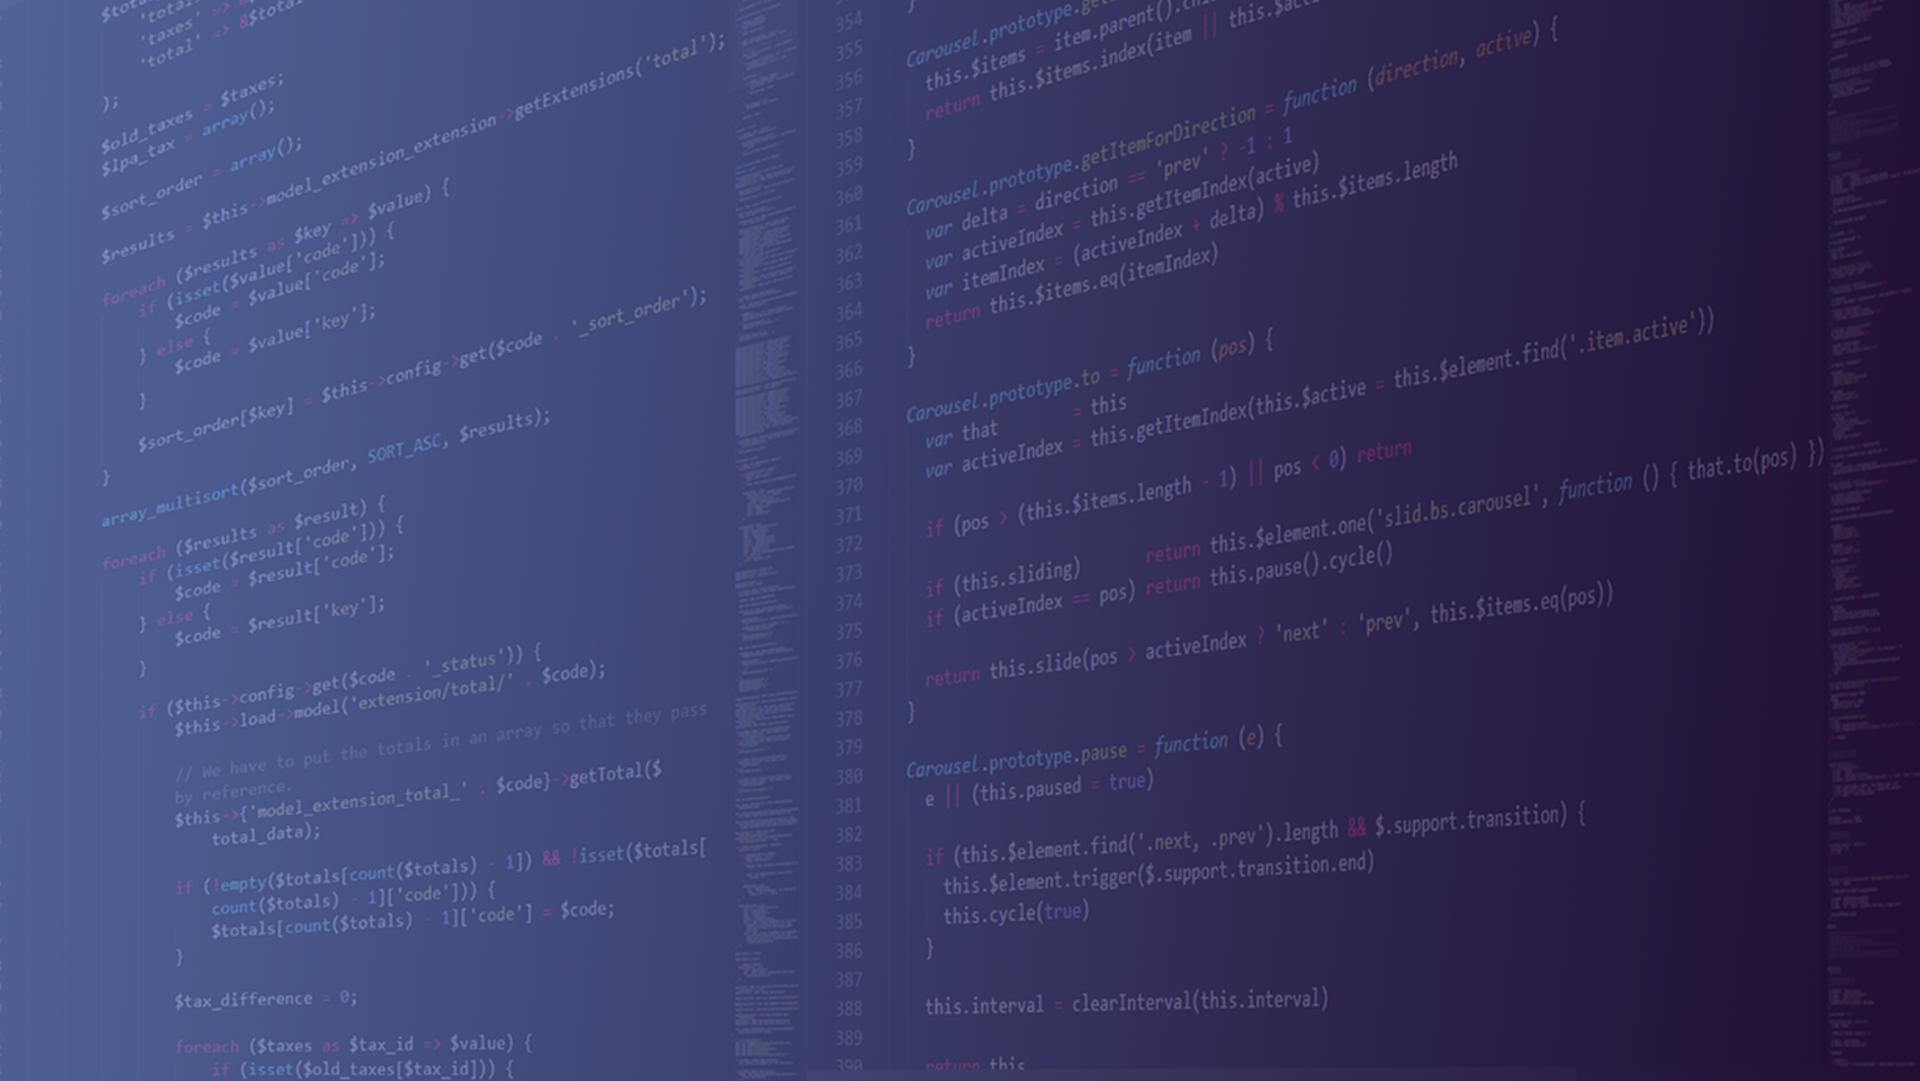 'taxes' =>
'total' => &$total
);
$old_taxes = $taxes;
$lpa_tax = array();
$sort_order = array();
$results = $this->model_extension_extension->getExtensions('total');
foreach ($results as $key => $value) {
if (isset($value['code'])) {
$code = $value['code'];
} else {
$code = $value['key'];
}
$sort_order[$key] = $this->config->get($code . '_sort_order');
}
array_multisort($sort_order, SORT_ASC, $results);
foreach ($results as $result) {
if (isset($result['code'])) {
$code = $result['code'];
} else {
$code = $result['key'];
}
if ($this->config->get($code . '_status')) {
$this->load->model('extension/total/' . $code);
// We have to put the totals in an array so that they pass
by reference.
$this->{'model_extension_total_' . $code}->getTotal($
total_data);
if (!empty($totals[count($totals) - 1]) && !isset($totals[
count($totals) - 1]['code'])) {
$totals[count($totals) - 1]['code'] = $code;
}
$tax_difference = 0;
foreach ($taxes as $tax_id => $value) {
if (isset($old_taxes[$tax_id])) {
354
355
356
357
358
359
360
361
362
363
364
365
366
367
368
369
370
371
372
373
374
375
376
377
378
379
380
381
382
383
384
385
386
387
388
389
390
}
Carousel.prototype.
this.$items = item.parent().
return this.$items.index(item || this.
}
Carousel.prototype.getItemForDirection = function (direction, active) {
var delta = direction == 'prev' ? -1 : 1
var activeIndex = this.getItemIndex(active)
var itemIndex = (activeIndex + delta) % this.$items.length
return this.$items.eq(itemIndex)
}
Carousel.prototype.to = function (pos) {
var that = this
var activeIndex = this.getItemIndex(this.$active = this.$element.find('.item.active'))
if (pos > (this.$items.length - 1) || pos < 0) return
if (this.sliding) return this.$element.one('slid.bs.carousel', function () { that.to(pos) })
if (activeIndex == pos) return this.pause().cycle()
return this.slide(pos > activeIndex ? 'next' : 'prev', this.$items.eq(pos))
}
Carousel.prototype.pause = function (e) {
e || (this.paused = true)
if (this.$element.find('.next, .prev').length && $.support.transition) {
this.$element.trigger($.support.transition.end)
this.cycle(true)
}
this.interval = clearInterval(this.interval)
return this